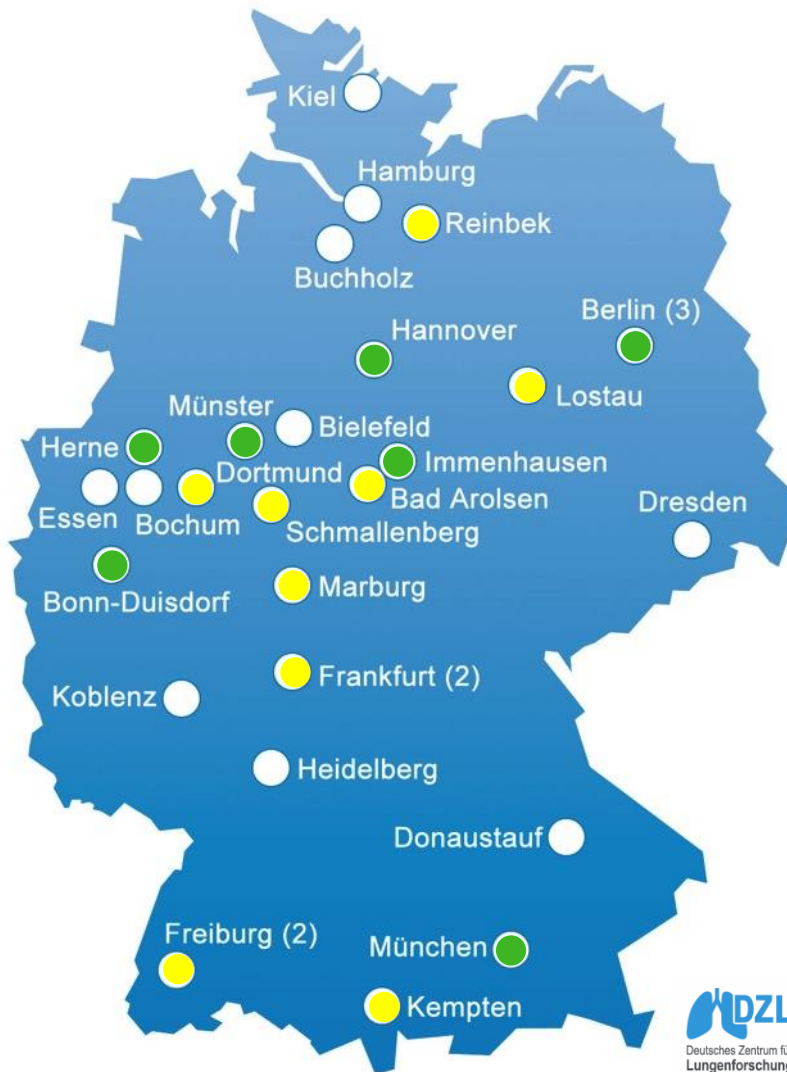 Kiel
Hamburg
Reinbek
Buchholz
Berlin (3)
Hannover
Lostau
Münster
Bielefeld
Herne
Immenhausen
Dortmund
Bad Arolsen
Essen
Bochum
Dresden
Schmallenberg
Marburg
Bonn-Duisdorf
Frankfurt (2)
Koblenz
Heidelberg
Donaustauf
Freiburg (2)
München
Kempten
DZL
Deutsches Zentrum fü
Lungenforschung